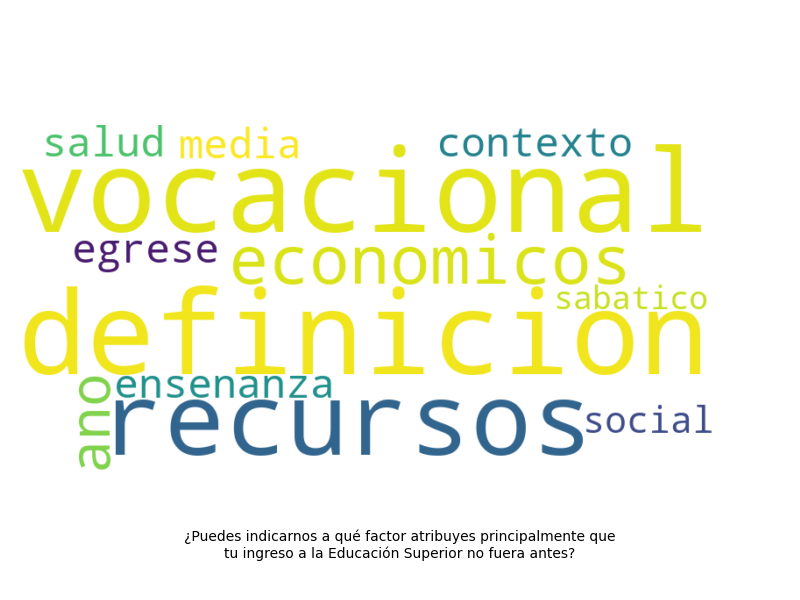 salud media contexto
vocacional
egrese economicos
sabatico
definicion
ano ensenanza
recursos social
¿Puedes indicarnos a qué factor atribuyes principalmente que
tu ingreso a la Educación Superior no fuera antes?